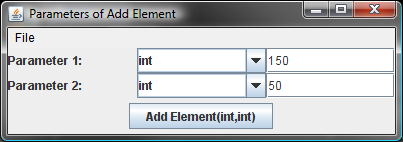 Parameters of Add Element
File
Parameter 1: int 150
Parameter 2: int 50
Add Element(int,int)